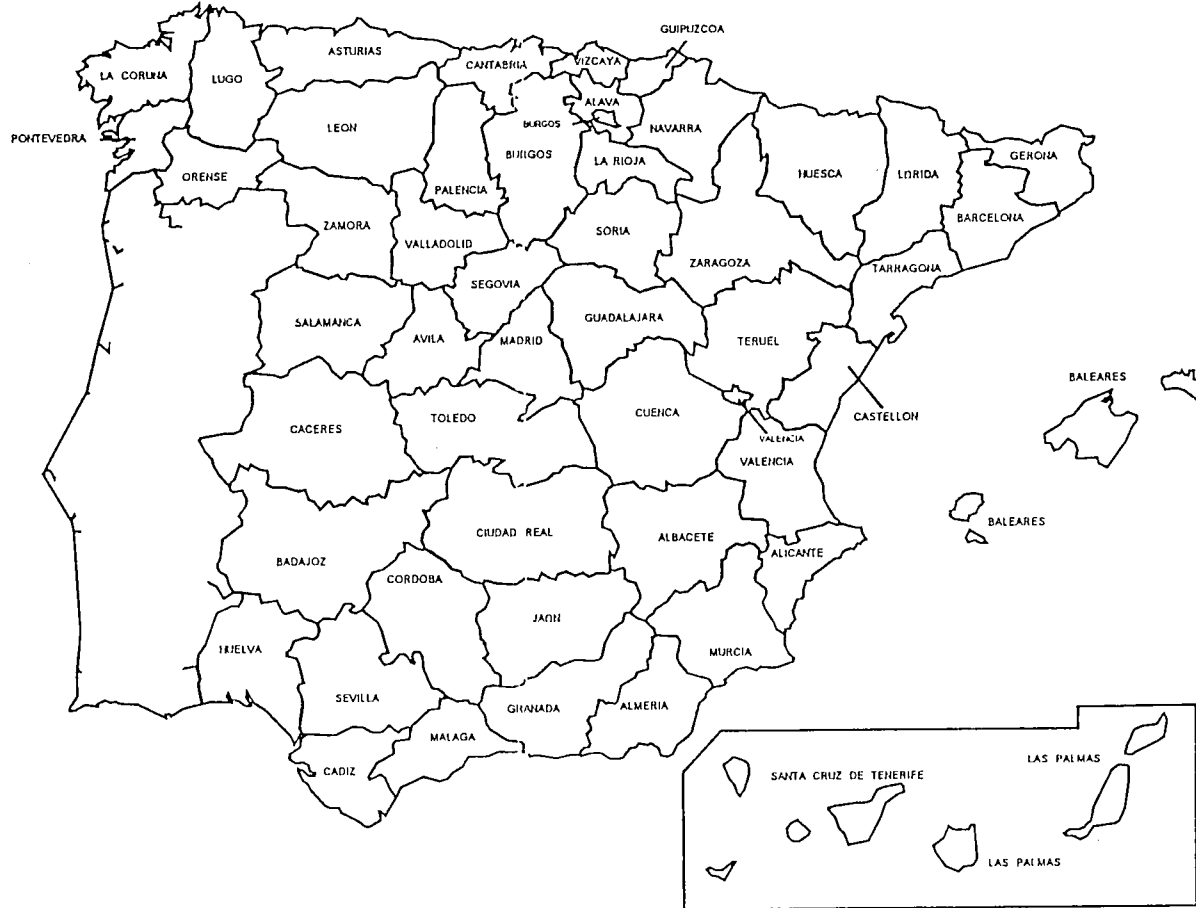 GUIPUZCOA
ASTURIAS
CANTABRIA
VIZCAYA
LA CORUNA
LUGO
ALAVA
LEON
BURGOS
NAVARRA
PONTEVEDRA
BURGOS
LA RIOJA
GERONA
ORENSE
PALENCIA
HUESCA
LORIDA
ZAMORA
BARCELONA
VALLADOLID
SORIA
ZARAGOZA
TARRAGONA
SEGOVIA
SALAMANCA
GUADALAJARA
AVILA
MADRID
TERUEL
BALEARES
CACERES
TOLEDO
CUENCA
CASTELLON
VALENCIA
VALENCIA
BALEARES
CIUDAD REAL
ALBACETE
ALICANTE
BADAJOZ
CORDOBA
JAON
HUELVA
MURCIA
SEVILLA
GRANADA
ALMERIA
MALAGA
CADIZ
LAS PALMAS
SANTA CRUZ DE TENERIFE
LAS PALMAS